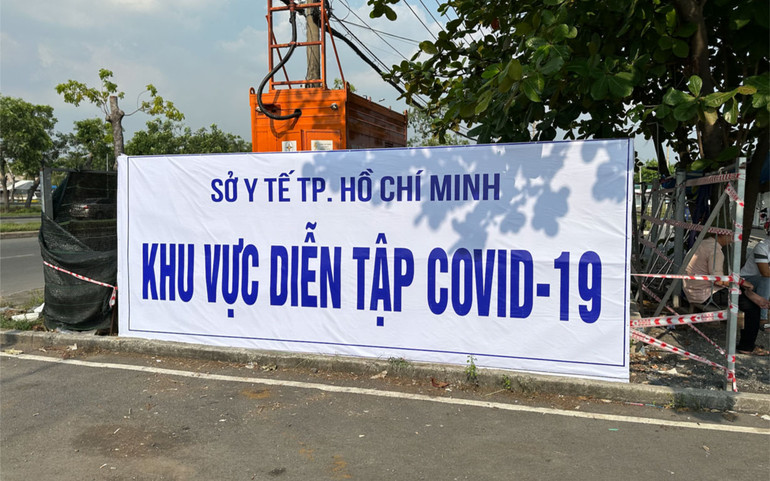 SỞ Y TẾ TP. HỒ CHÍ MINH
KHU VỰC DIỄN TẬP COVID-19